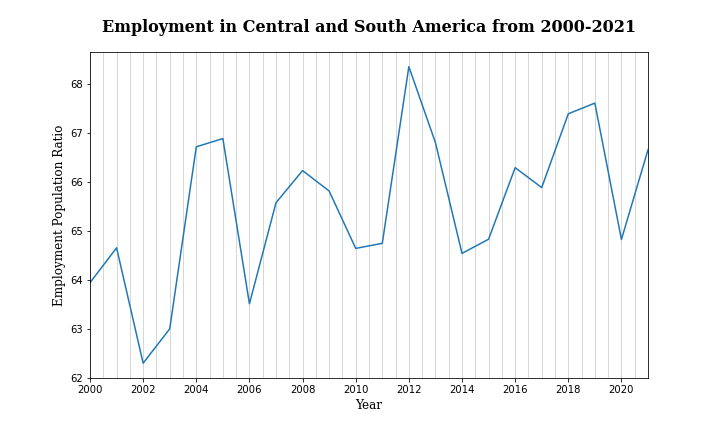 Employment in Central and South America from 2000-2021
Employment Population Ratio
68
67
66
65
64
63
62
2000 2002 2004 2006 2008 2010 2012 2014 2016 2018 2020
Year